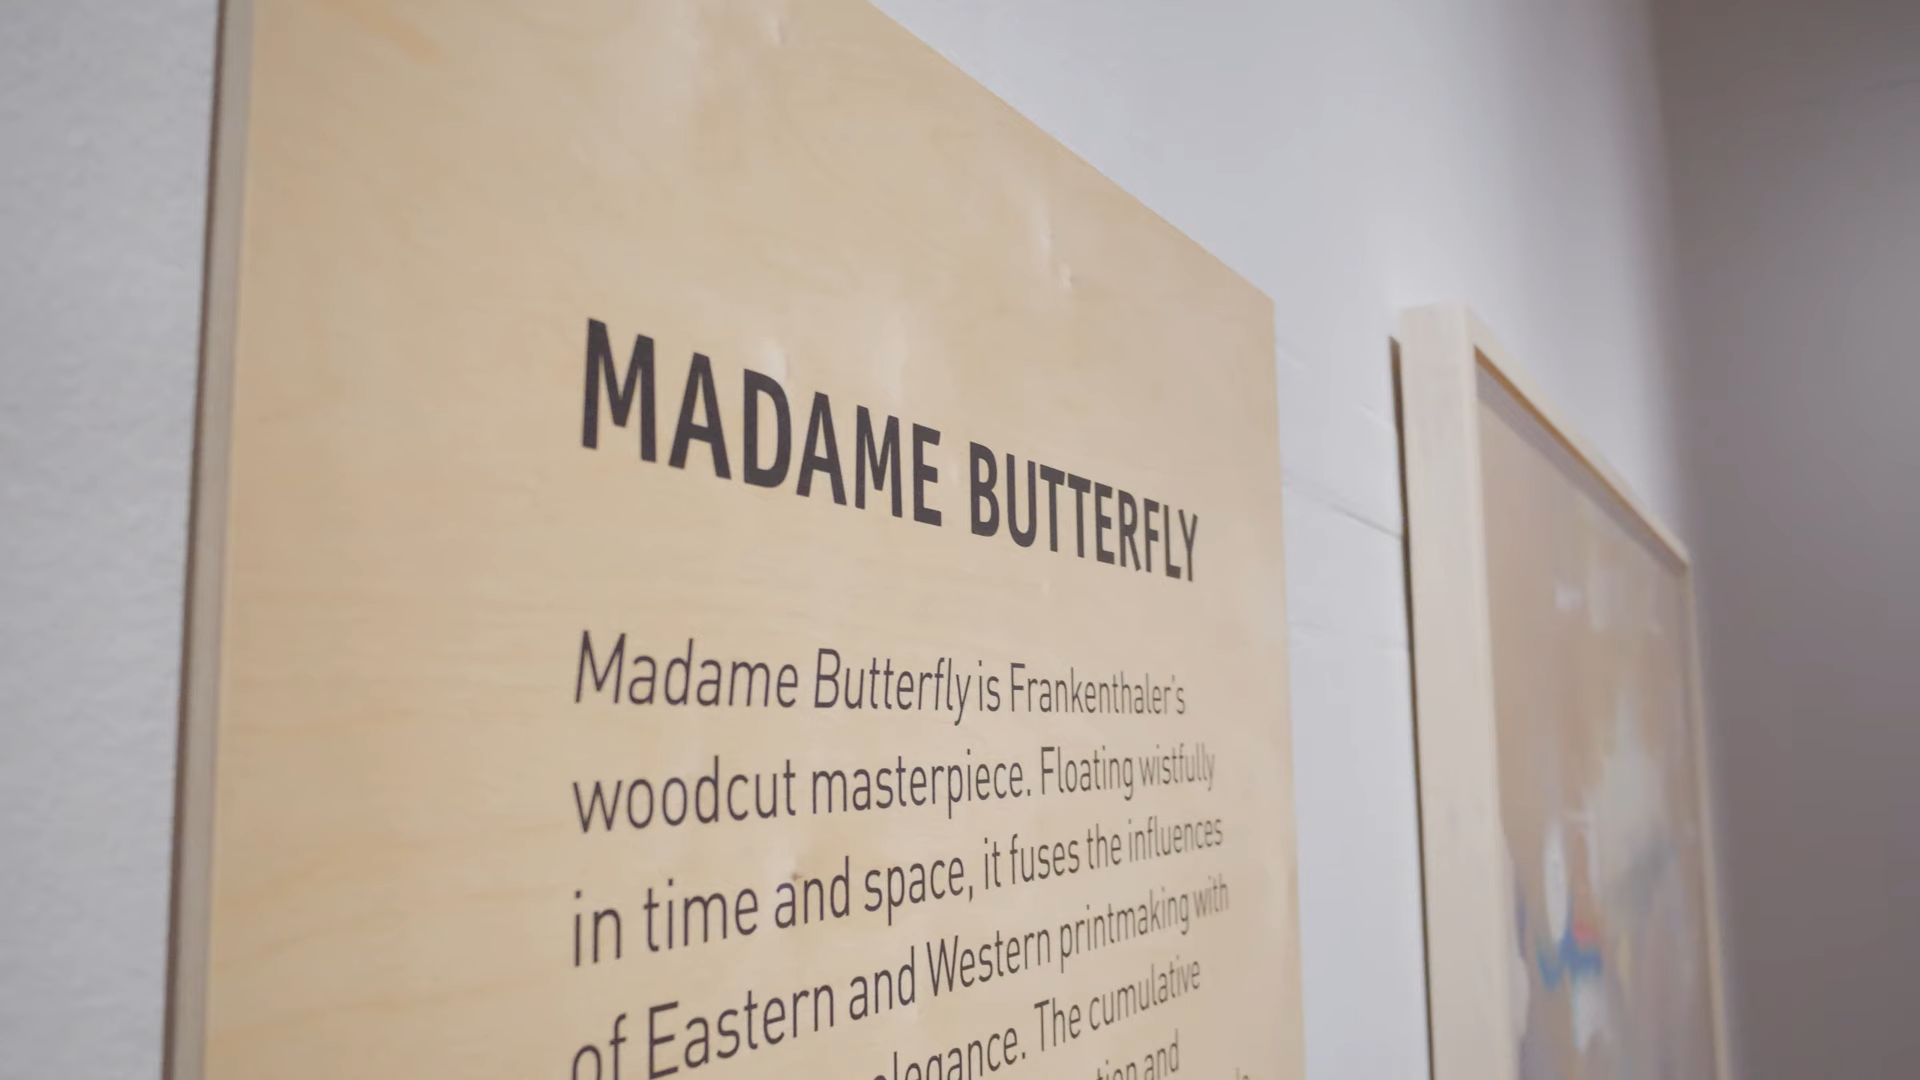 MADAME BUTTERFLY
Madame Butterfly is Frankenthaler's
woodcut masterpiece. Floating wistfully
in time and space, it fuses the influences
of Eastern and Western printmaking with
elegance. The cumulative
and